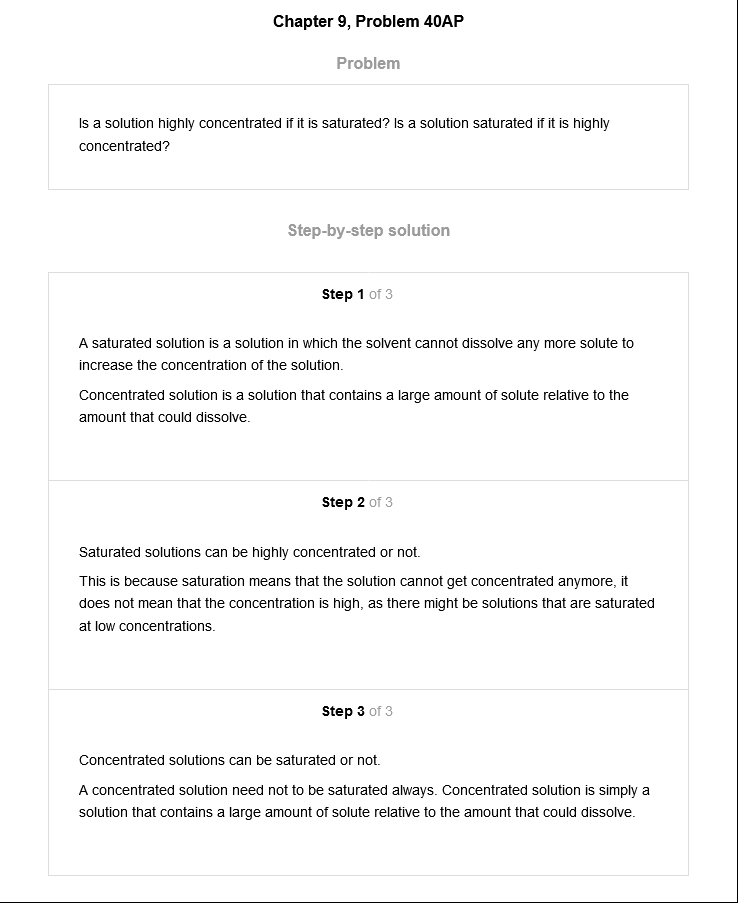 Chapter 9, Problem 40AP
Problem
Is a solution highly concentrated if it is saturated? Is a solution saturated if it is highly
concentrated?
Step-by-step solution
Step 1 of 3
A saturated solution is a solution in which the solvent cannot dissolve any more solute to
increase the concentration of the solution.
Concentrated solution is a solution that contains a large amount of solute relative to the
amount that could dissolve.
Step 2 of 3
Saturated solutions can be highly concentrated or not.
This is because saturation means that the solution cannot get concentrated anymore, it
does not mean that the concentration is high, as there might be solutions that are saturated
at low concentrations.
Step 3 of 3
Concentrated solutions can be saturated or not.
A concentrated solution need not to be saturated always. Concentrated solution is simply a
solution that contains a large amount of solute relative to the amount that could dissolve.